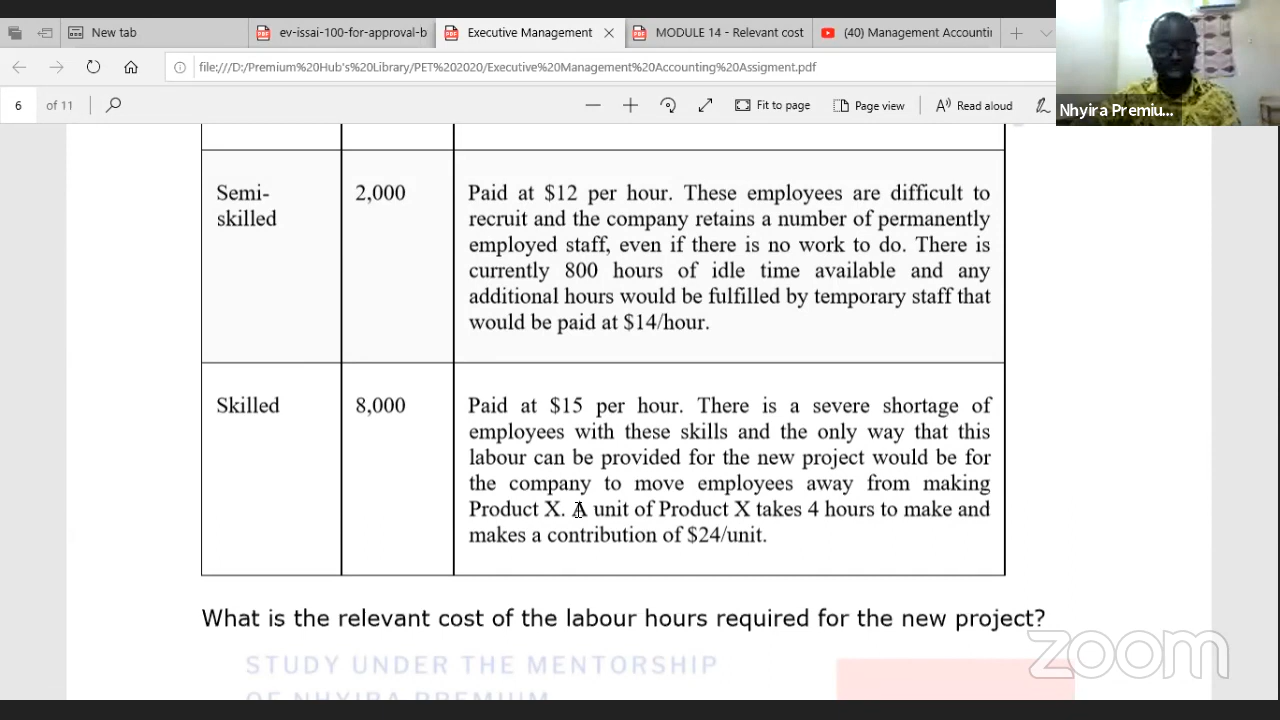 New tab
ev-issai-100-for-approval-b
Executive Management
MODULE 14 - Relevant cost
(40) Management Accountin
file:///D:/Premium%20Hub's%20Library/PET%202020/Executive%20Management%20Accounting%20Assigment.pdf
6 of 11
Fit to page
Page view
Read aloud
Nhyira Premiu...
Semi-
skilled
2,000
Paid at $12 per hour. These employees are difficult to
recruit and the company retains a number of permanently
employed staff, even if there is no work to do. There is
currently 800 hours of idle time available and any
additional hours would be fulfilled by temporary staff that
would be paid at $14/hour.
Skilled
8,000
Paid at $15 per hour. There is a severe shortage of
employees with these skills and the only way that this
labour can be provided for the new project would be for
the company to move employees away from making
Product X. A unit of Product X takes 4 hours to make and
makes a contribution of $24/unit.
What is the relevant cost of the labour hours required for the new project?
STUDY UNDER THE MENTORSHIP
OF NHYIRA PREMIUM
zoom